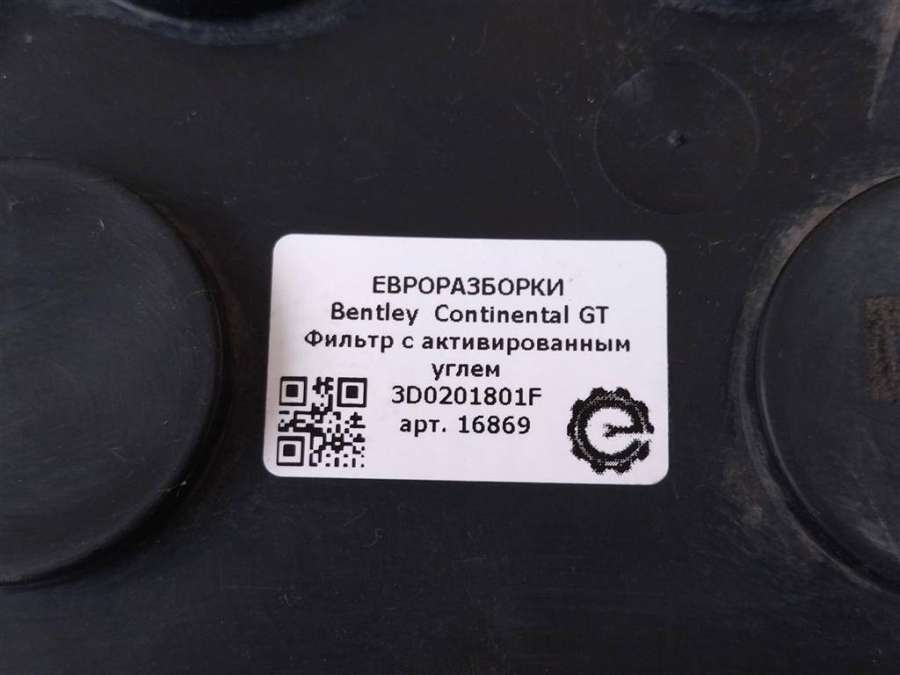 ЕВРОРАЗБОРКИ
Bentley Continental GT
Фильтр с активированным
углем
3D0201801F
арт. 16869